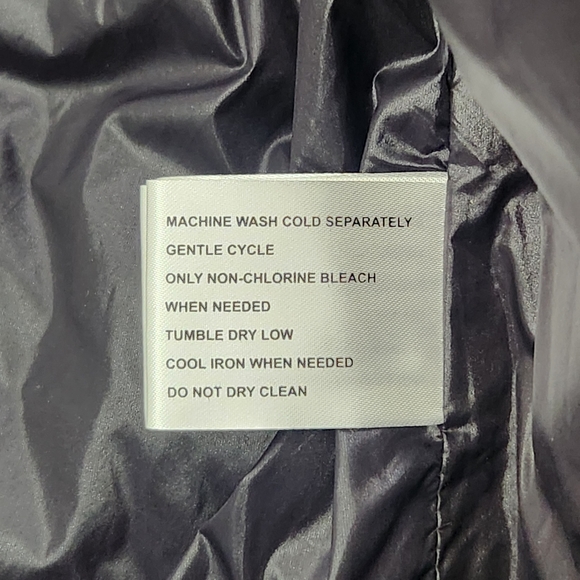 MACHINE WASH COLD SEPARATELY
GENTLE CYCLE
ONLY NON-CHLORINE BLEACH
WHEN NEEDED
TUMBLE DRY LOW
COOL IRON WHEN NEEDED
DO NOT DRY CLEAN